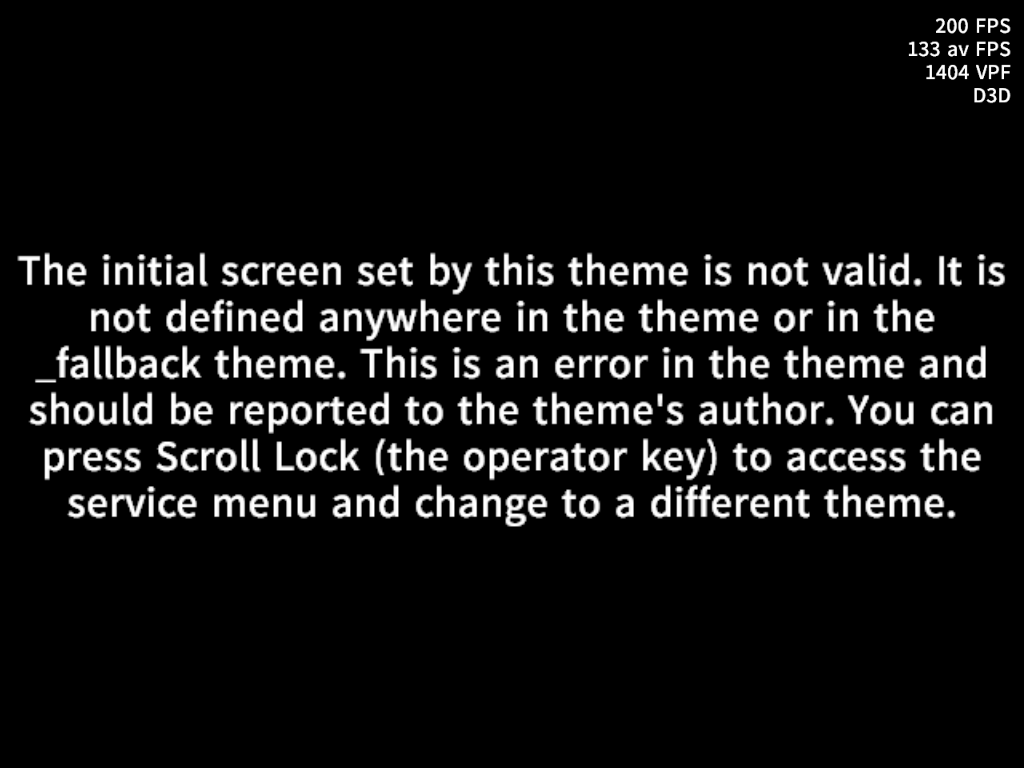 200 FPS
133 av FPS
1404 VPF
D3D
The initial screen set by this theme is not valid. It is
not defined anywhere in the theme or in the
_fallback theme. This is an error in the theme and
should be reported to the theme's author. You can
press Scroll Lock (the operator key) to access the
service menu and change to a different theme.